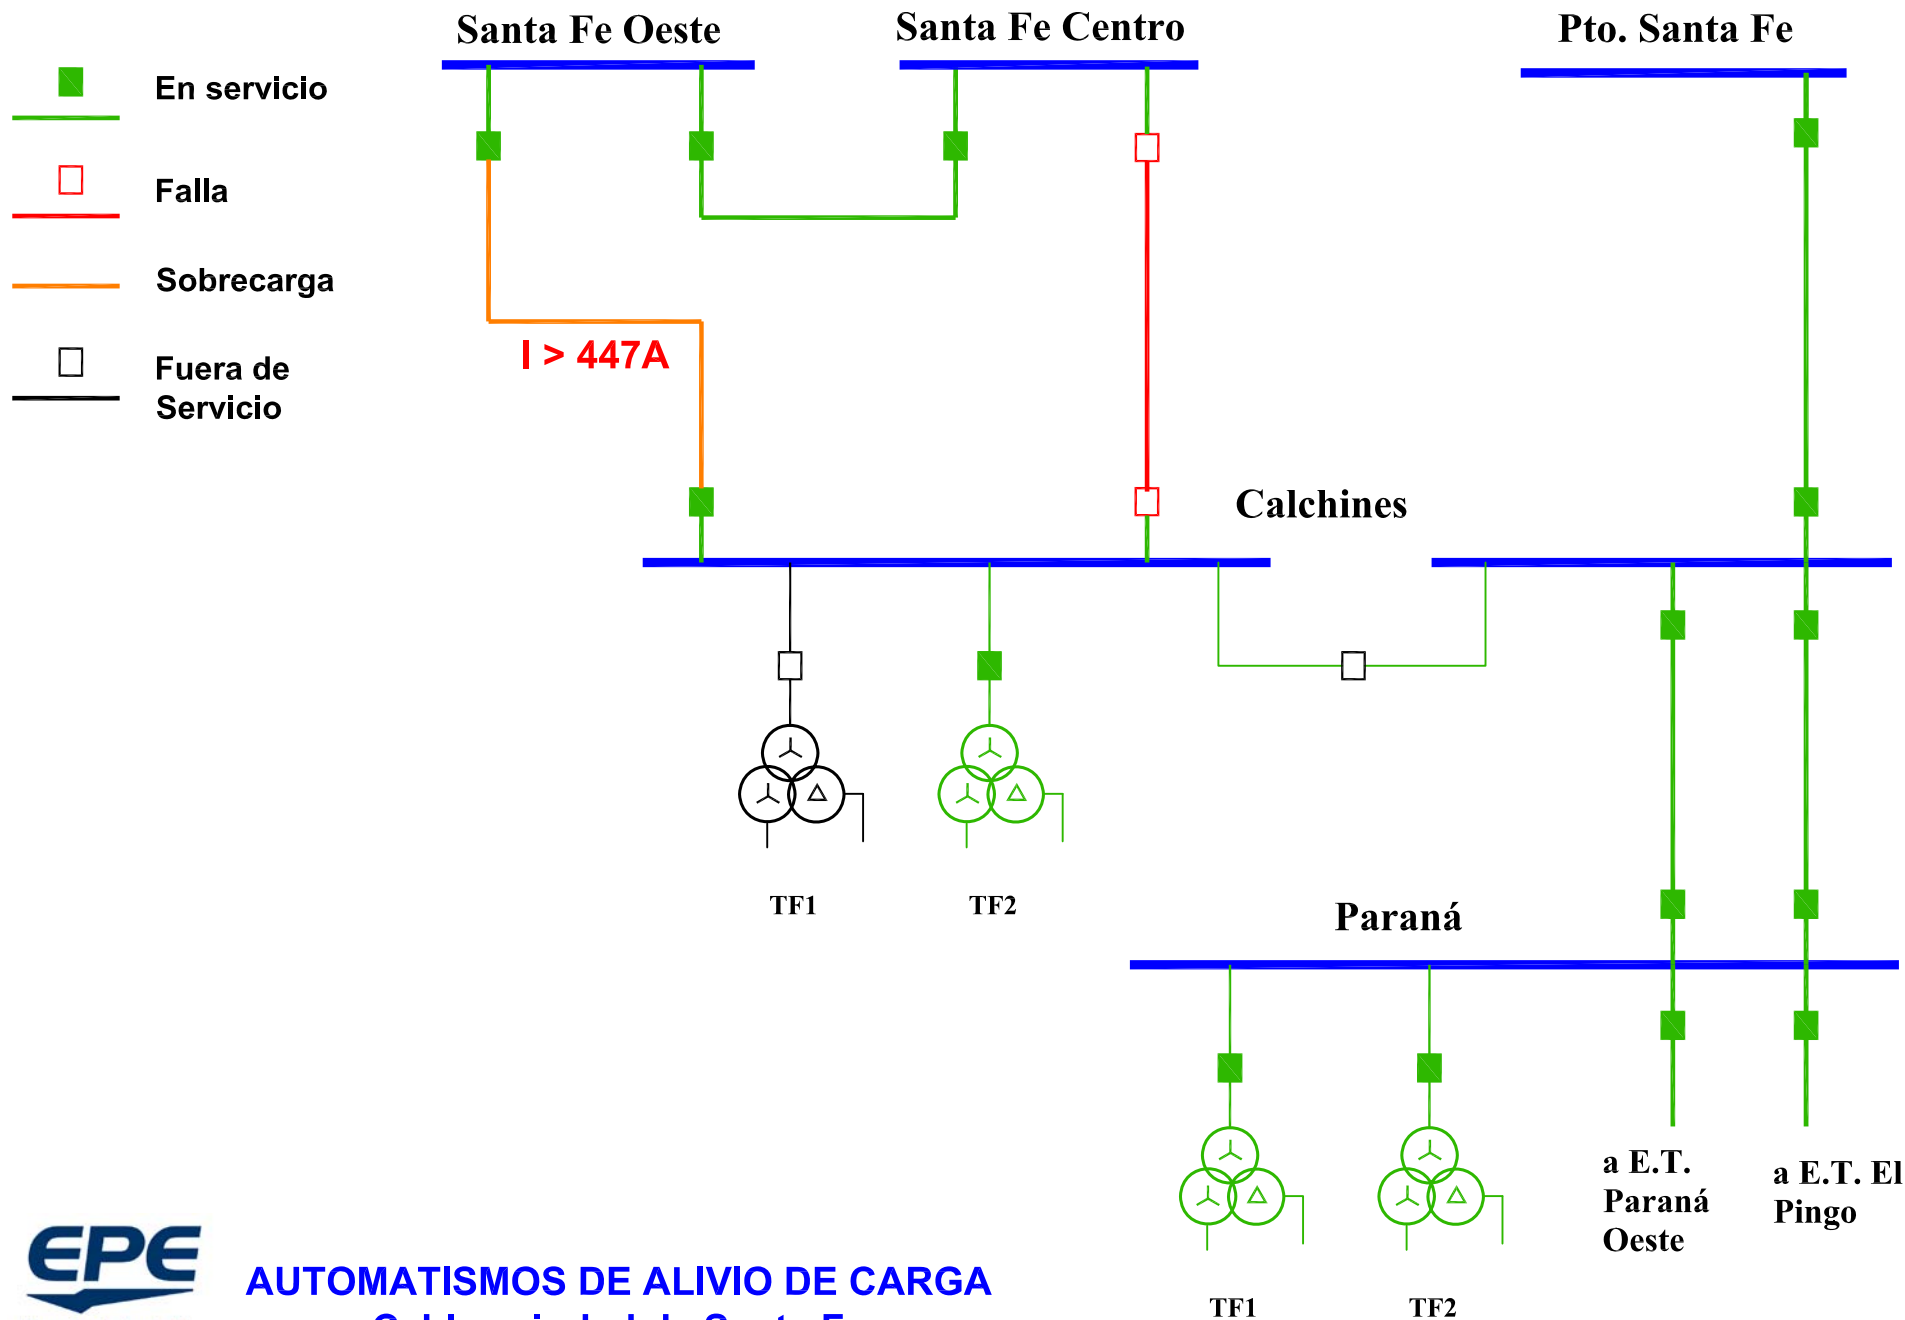 Santa Fe Oeste
Santa Fe Centro
Pto. Santa Fe
En servicio
Falla
Sobrecarga
Fuera de
Servicio
I > 447A
Calchines
TF1
TF2
Paraná
a E.T.
Paraná
Oeste
a E.T. El
Pingo
TF1
TF2
EPE
AUTOMATISMOS DE ALIVIO DE CARGA